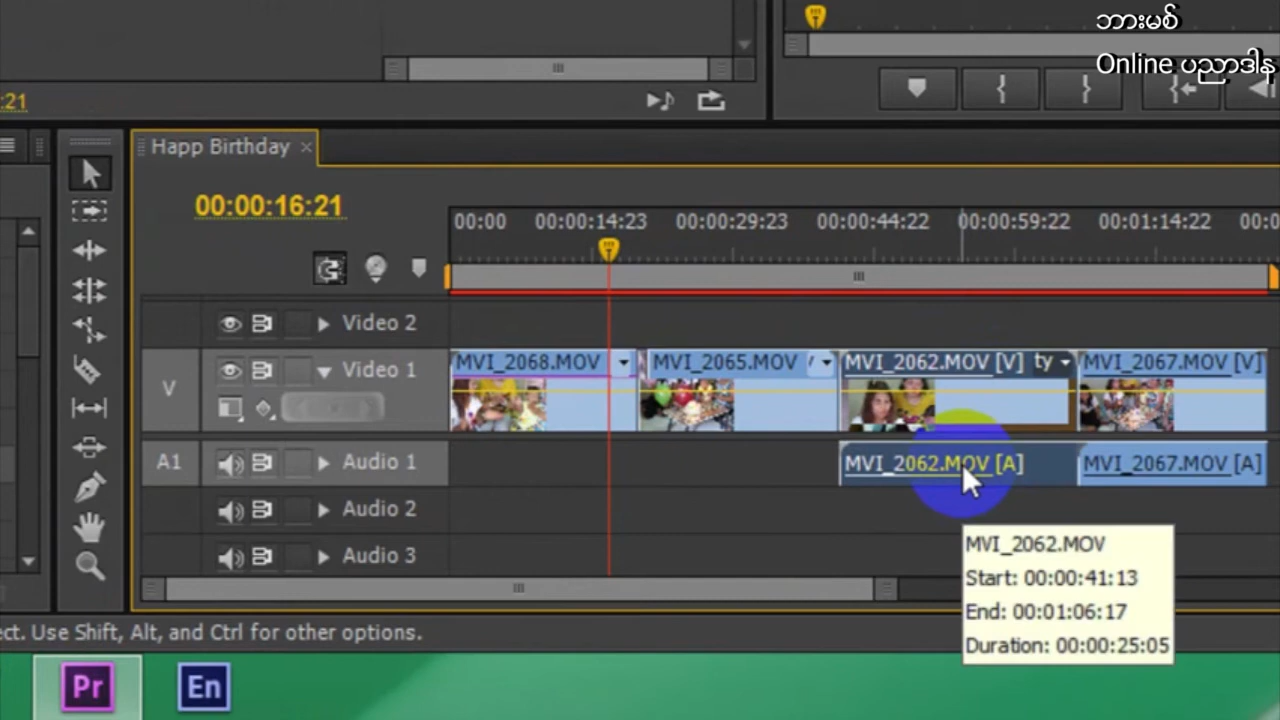 ဘားမစ်
Online ပညာဒါန
:21
Happ Birthday ×
00:00:16:21
00:00 00:00:14:23 00:00:29:23 00:00:44:22 00:00:59:22 00:01:14:22 00:0
Video 2
V Video 1
MVI_2068.MOV MVI_2065.MOV MVI_2062.MOV [V] ty MVI_2067.MOV [V]
A1 Audio 1 MVI_2062.MOV [A] MVI_2067.MOV [A]
Audio 2
Audio 3
MVI_2062.MOV
Start: 00:00:41:13
End: 00:01:06:17
Duration: 00:00:25:05
ct. Use Shift, Alt, and Ctrl for other options.
Pr En